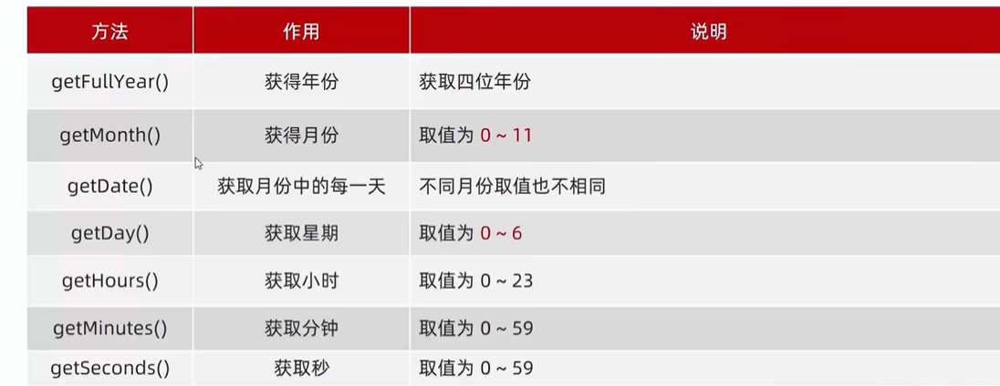 方法 作用 说明
getFullYear() 获得年份 获取四位年份
getMonth() 获得月份 取值为 0 ~ 11
getDate() 获取月份中的每一天 不同月份取值也不相同
getDay() 获取星期 取值为 0 ~ 6
getHours() 获取小时 取值为 0 ~ 23
getMinutes() 获取分钟 取值为 0 ~ 59
getSeconds() 获取秒 取值为 0 ~ 59